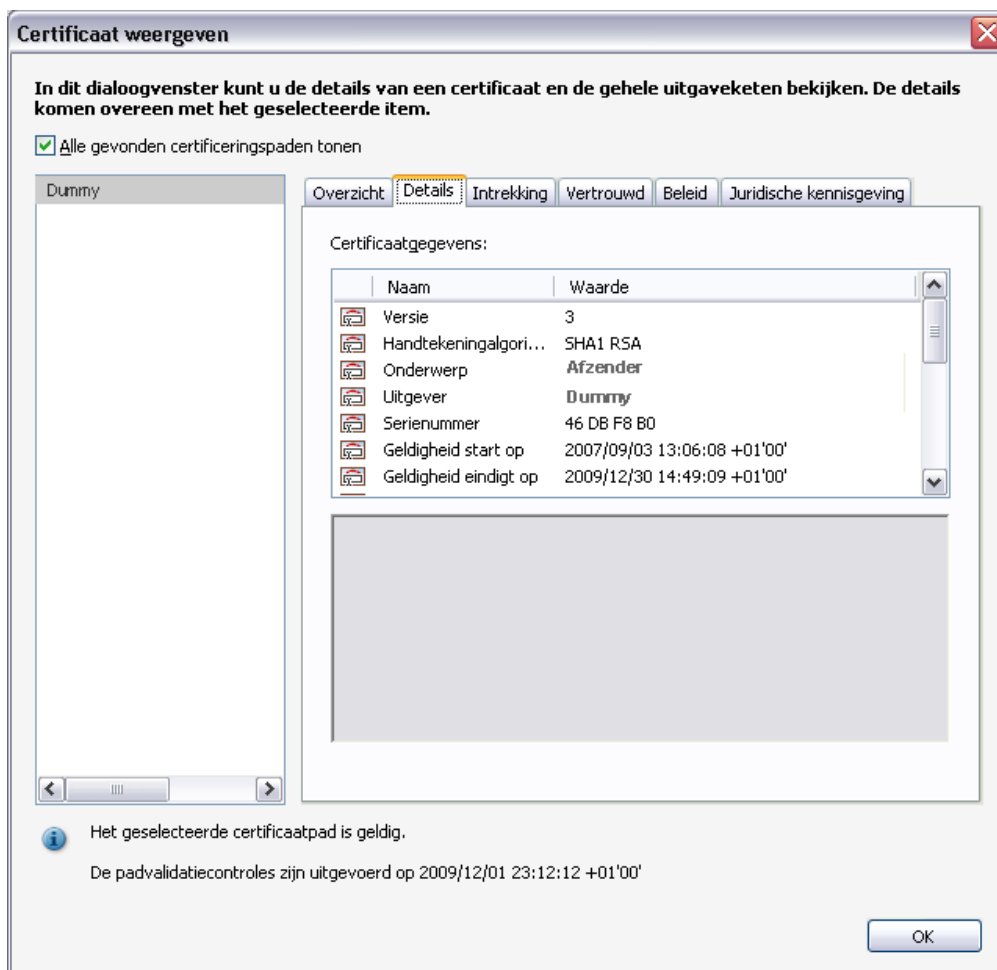 Certificaat weergeven
In dit dialoogvenster kunt u de details van een certificaat en de gehele uitgaveketen bekijken. De details
komen overeen met het geselecteerde item.
Alle gevonden certificeringspaden tonen
Dummy
Overzicht Details Intrekking Vertrouwd Beleid Juridische kennisgeving
Certificaatgegevens:
Naam Waarde
Versie 3
Handtekeningalgori... SHA1 RSA
Onderwerp Afzender
Uitgever Dummy
Serienummer 46 DB F8 B0
Geldigheid start op 2007/09/03 13:06:08 +01'00'
Geldigheid eindigt op 2009/12/30 14:49:09 +01'00'
Het geselecteerde certificaatpad is geldig.
De padvalidatiecontroles zijn uitgevoerd op 2009/12/01 23:12:12 +01'00'
OK